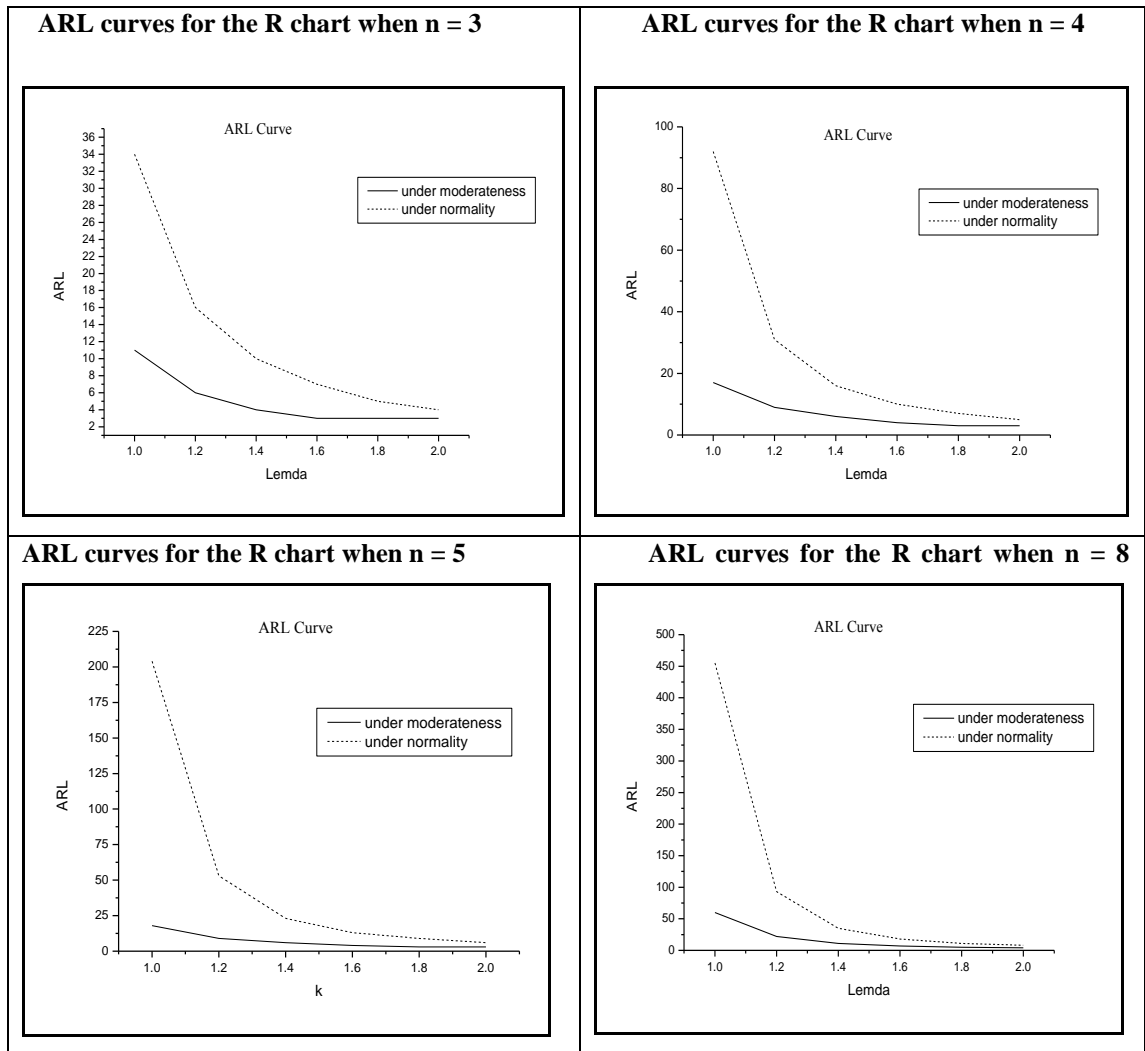 ARL curves for the R chart when n = 3
ARL Curve
36
34
32
30
28
26
24
22
20
18
16
14
12
10
8
6
4
2
ARL
under moderateness
under normality
1.0 1.2 1.4 1.6 1.8 2.0
Lemda
ARL curves for the R chart when n = 4
ARL Curve
100
80
60
40
20
0
ARL
under moderateness
under normality
1.0 1.2 1.4 1.6 1.8 2.0
Lemda
ARL curves for the R chart when n = 5
ARL Curve
225
200
175
150
125
100
75
50
25
0
ARL
under moderateness
under normality
1.0 1.2 1.4 1.6 1.8 2.0
k
ARL curves for the R chart when n = 8
ARL Curve
500
450
400
350
300
250
200
150
100
50
0
ARL
under moderateness
under normality
1.0 1.2 1.4 1.6 1.8 2.0
Lemda